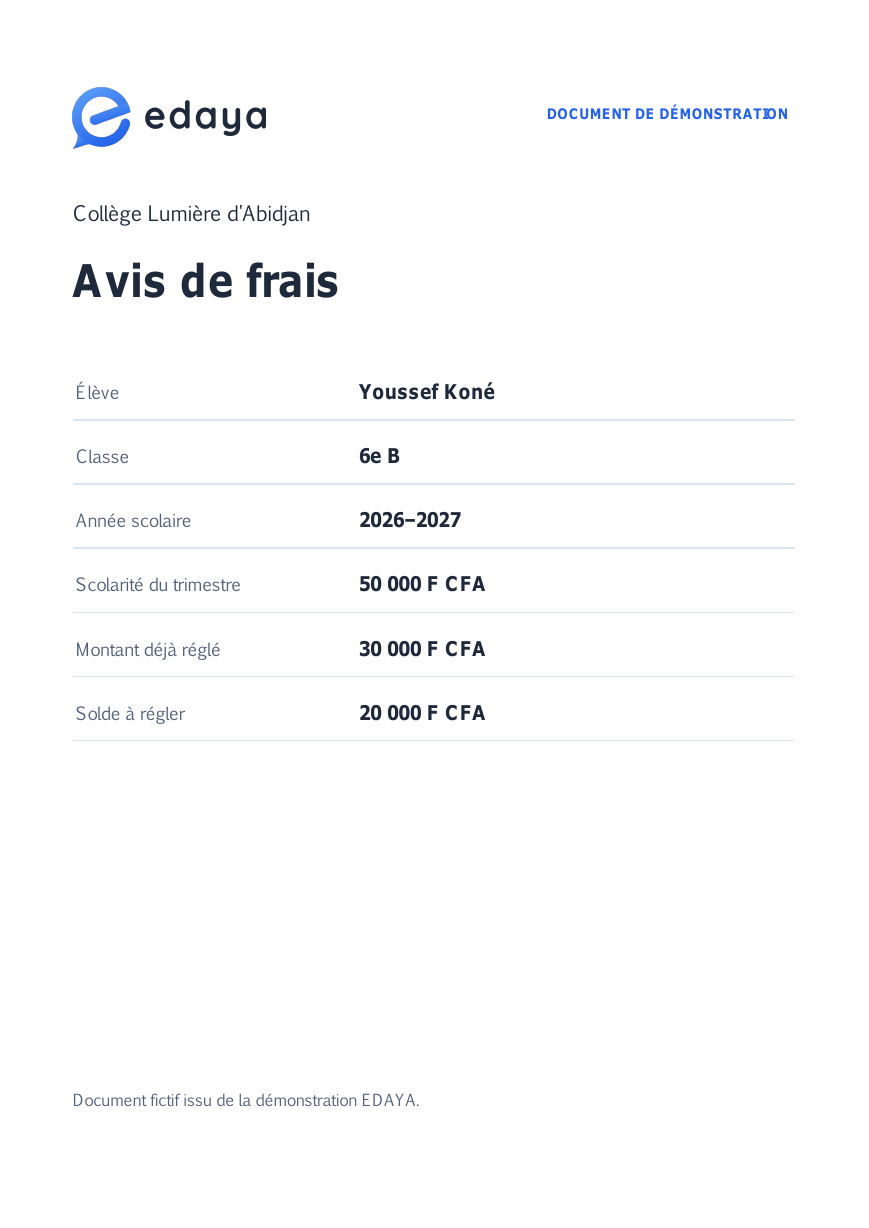 edaya
DOCUMENT DE DÉMONSTRATION
Collège Lumière d'Abidjan
Avis de frais
Élève Youssef Koné
Classe 6e B
Année scolaire 2026–2027
Scolarité du trimestre 50 000 F CFA
Montant déjà réglé 30 000 F CFA
Solde à régler 20 000 F CFA
Document fictif issu de la démonstration EDAYA.